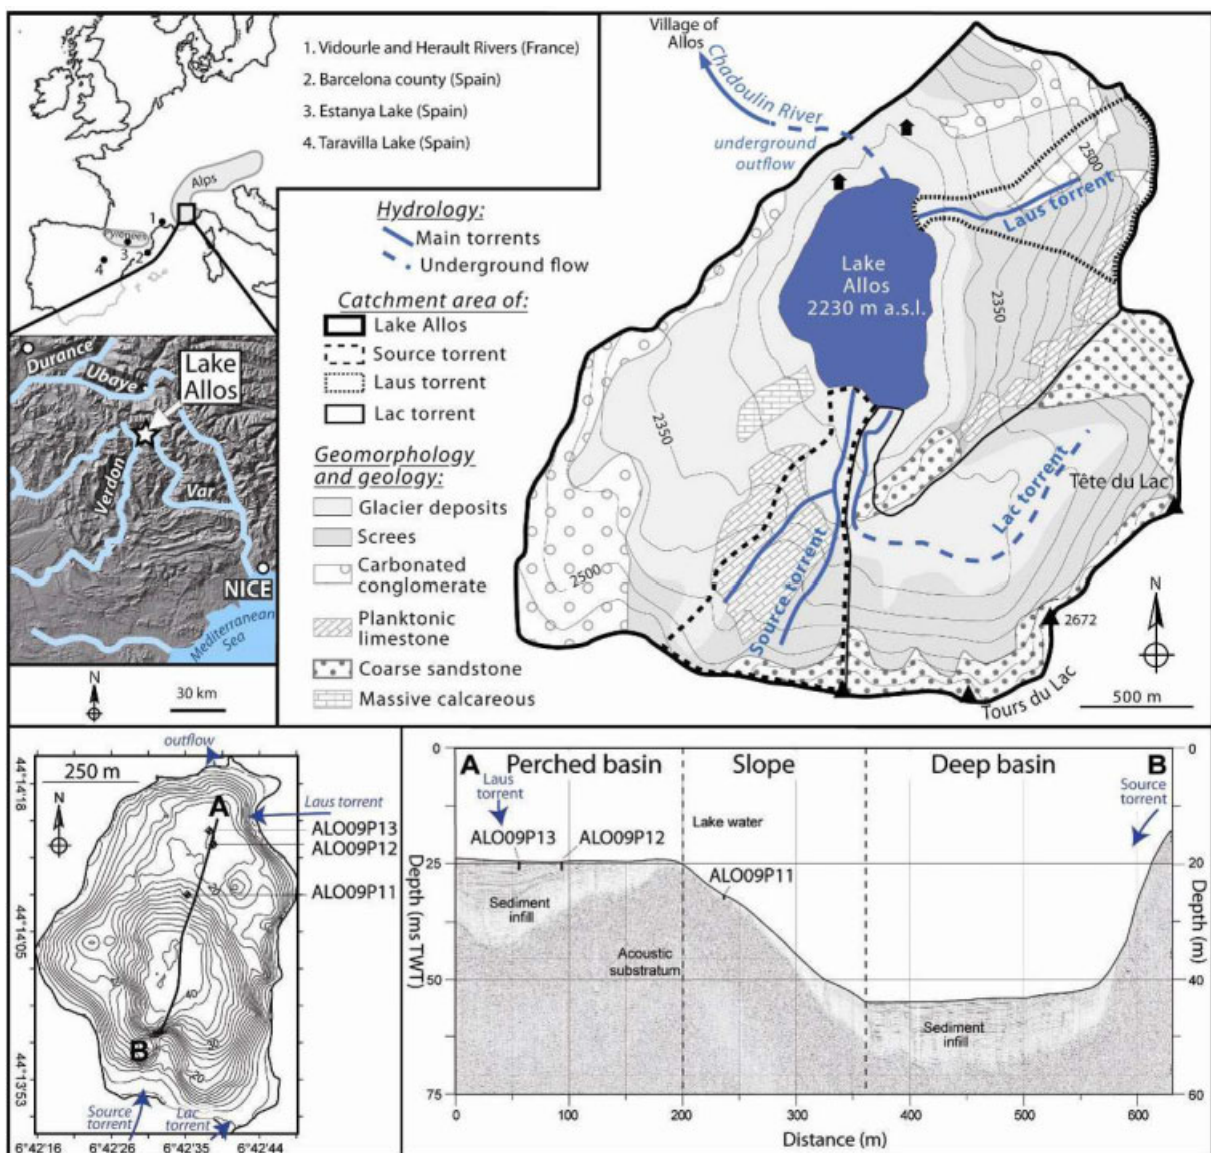 1. Vidourle and Herault Rivers (France)
2. Barcelona county (Spain)
3. Estanya Lake (Spain)
4. Taravilla Lake (Spain)
Alps
Pyrenees
1
3
2
4
Durance
Ubaye
Lake
Allos
Verdon
Var
NICE
Mediterranean
Sea
N
30 km
Hydrology:
Main torrents
Underground flow
Catchment area of:
Lake Allos
Source torrent
Laus torrent
Lac torrent
Geomorphology
and geology:
Glacier deposits
Screes
Carbonated
conglomerate
Planktonic
limestone
Coarse sandstone
Massive calcareous
Village of
Allos
Chadoulin River
underground
outflow
2500
Laus torrent
Lake
Allos
2230 m a.s.l.
2350
2350
2500
Source torrent
Lac torrent
Tête du Lac
2672
Tours du Lac
N
500 m
outflow
250 m
N
A
Laus torrent
ALO09P13
ALO09P12
ALO09P11
20
40
30
20
B
Source
torrent
Lac
torrent
44°14'18
44°14'05
44°13'53
6°42'16
6°42'26
6°42'35
6°42'44
A
Perched basin
Slope
Deep basin
B
Laus
torrent
Source
torrent
Lake water
ALO09P13
ALO09P12
ALO09P11
Sediment
infill
Acoustic
substratum
Sediment
infill
0
25
50
75
Depth (ms TWT)
0
20
40
60
Depth (m)
0
100
200
300
400
500
600
Distance (m)